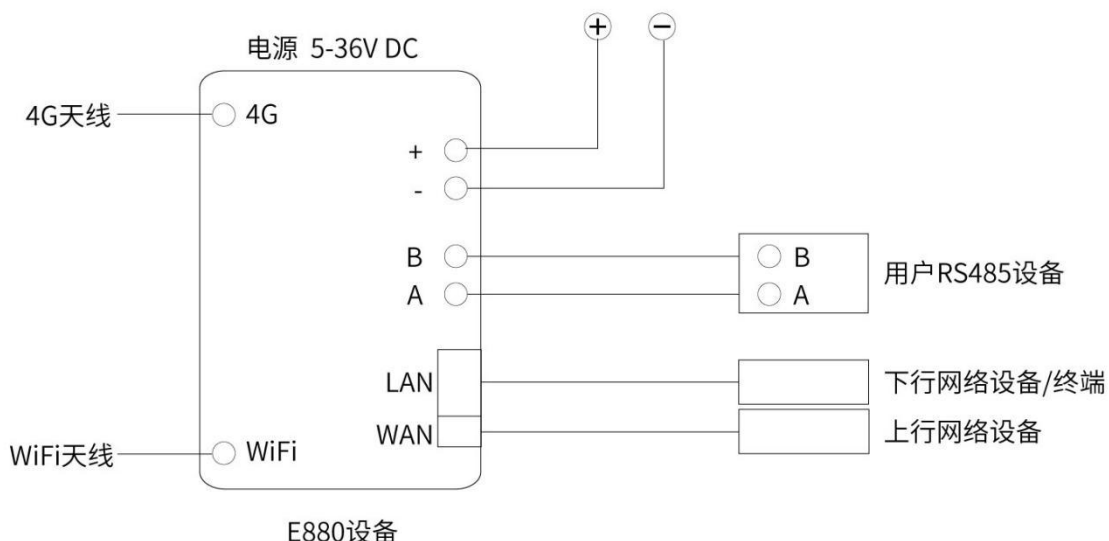 ⊕ ⊖
电源 5-36V DC
4G天线 4G
+
-
B B
用户RS485设备
A A
LAN 下行网络设备/终端
WAN 上行网络设备
WiFi天线 WiFi
E880设备